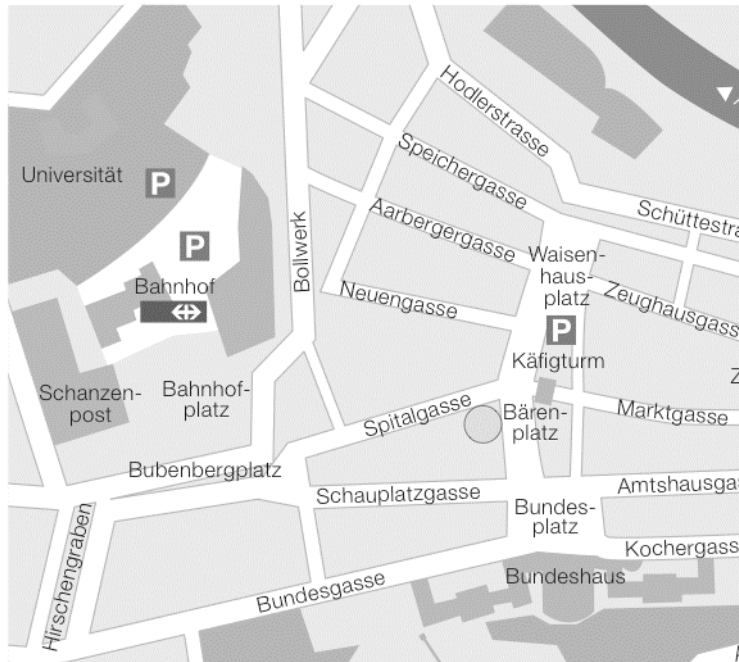 Hodlerstrasse
Speichergasse
Universität
P
Aarbergergasse
Schüttestra
P
Bollwerk
Waisen-
haus-
platz
Bahnhof
Neuengasse
Zeughausgass
P
Käfigturm
Schanzen-
post
Bahnhof-
platz
Spitalgasse
Bären-
platz
Marktgasse
Z
Bubenbergplatz
Schauplatzgasse
Amtshausgas
Bundes-
platz
Hirschengraben
Kochergass
Bundesgasse
Bundeshaus